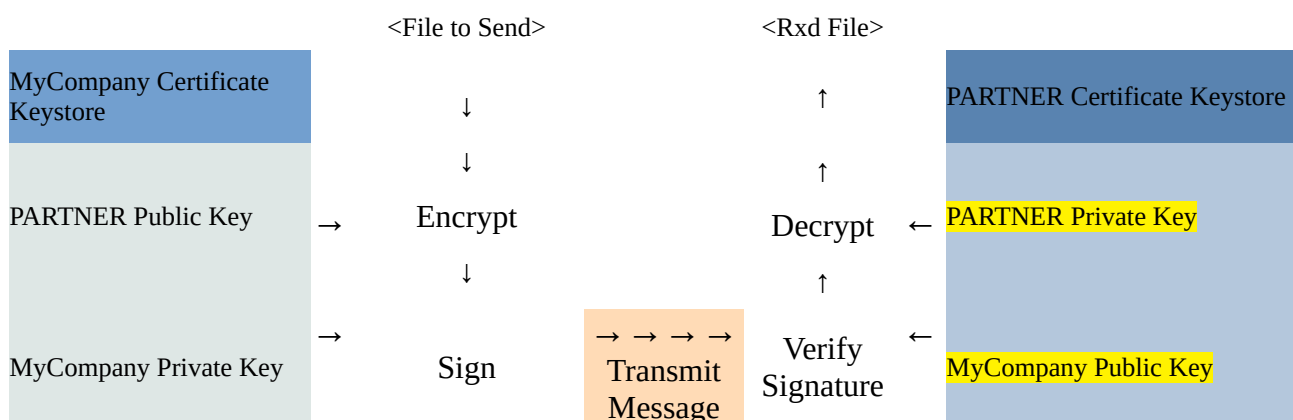 <File to Send>
<Rxd File>
MyCompany Certificate
Keystore
↓
↑
PARTNER Certificate Keystore
↓
↑
PARTNER Public Key
→
Encrypt
Decrypt
←
PARTNER Private Key
↓
↑
→
→ → → →
←
MyCompany Private Key
Sign
Transmit
Message
Verify
Signature
MyCompany Public Key